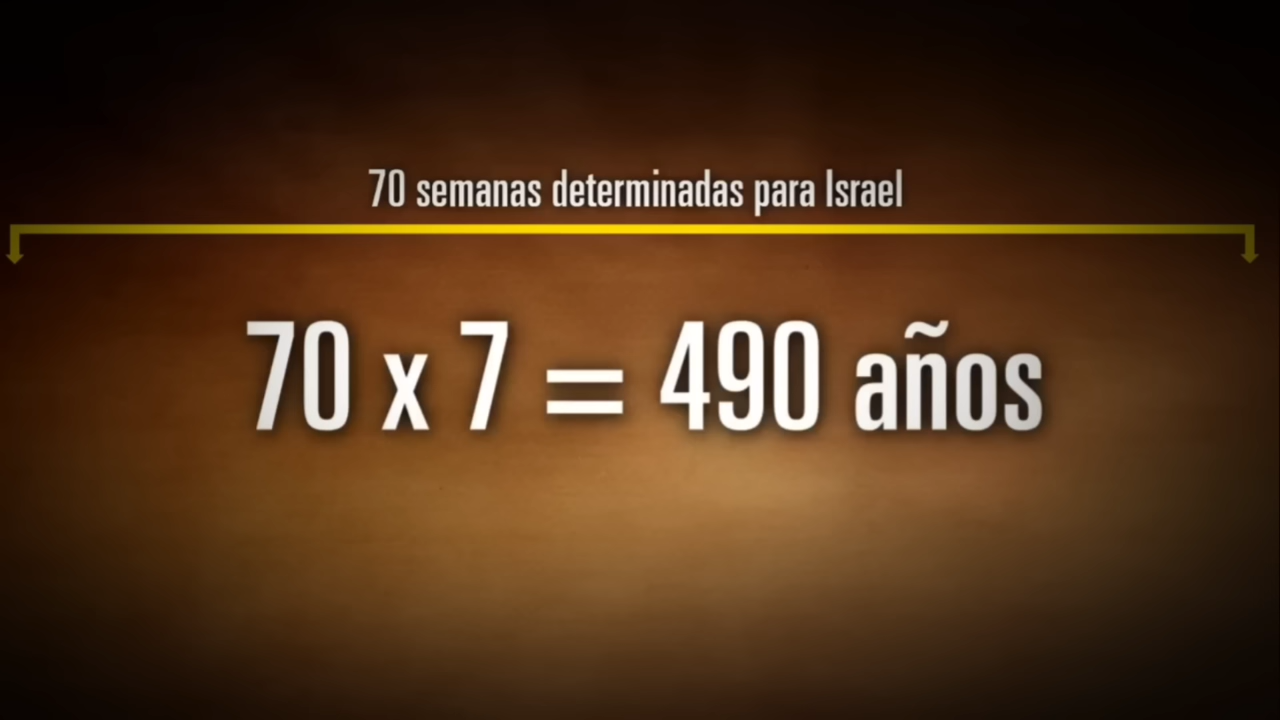 70 semanas determinadas para Israel
70 x 7 = 490 años